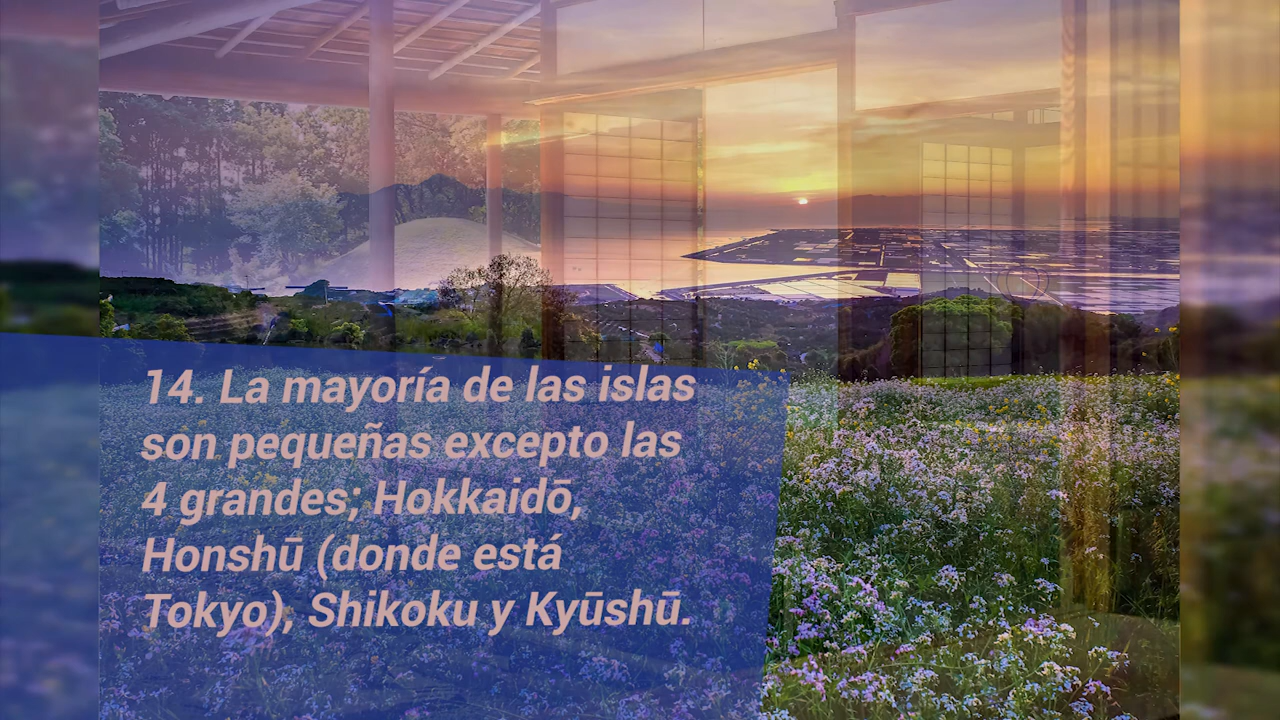 14. La mayoría de las islas
son pequeñas excepto las
4 grandes; Hokkaidō,
Honshū (donde está
Tokyo), Shikoku y Kyūshū.